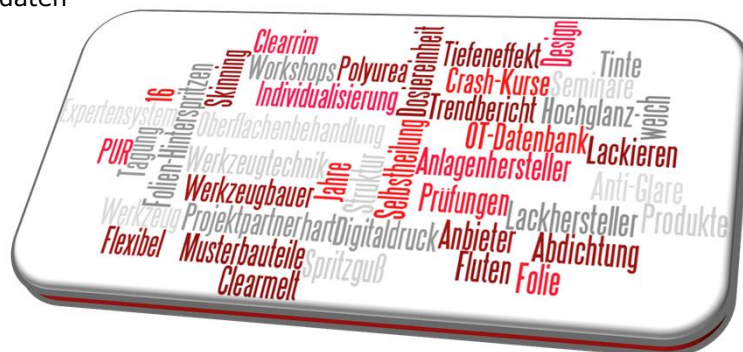 daten
Clearrim
Workshops
Skinning
Polyurea
Individualisierung
Dosiereinheit
Tiefeneffekt
Design
Crash-Kurse
Seminare
Tinte
Trendbericht
Hochglanz-
weich
Expertensystem
16
Tagung
PUR
Folien-Hinterspritzen
Oberflächenbehandlung
OT-Datenbank
Lackieren
Werkzeugtechnik
Jahre
Struktur
Selbstheilung
Anlagenhersteller
Anti-Glare
Werkzeugbauer
Prüfungen
Werkzeug
Projektpartner
hart
Digitaldruck
Anbieter
Lackhersteller
Produkte
Flexibel
Musterbauteile
Spritzguß
Fluten
Abdichtung
Clearmelt
Folie